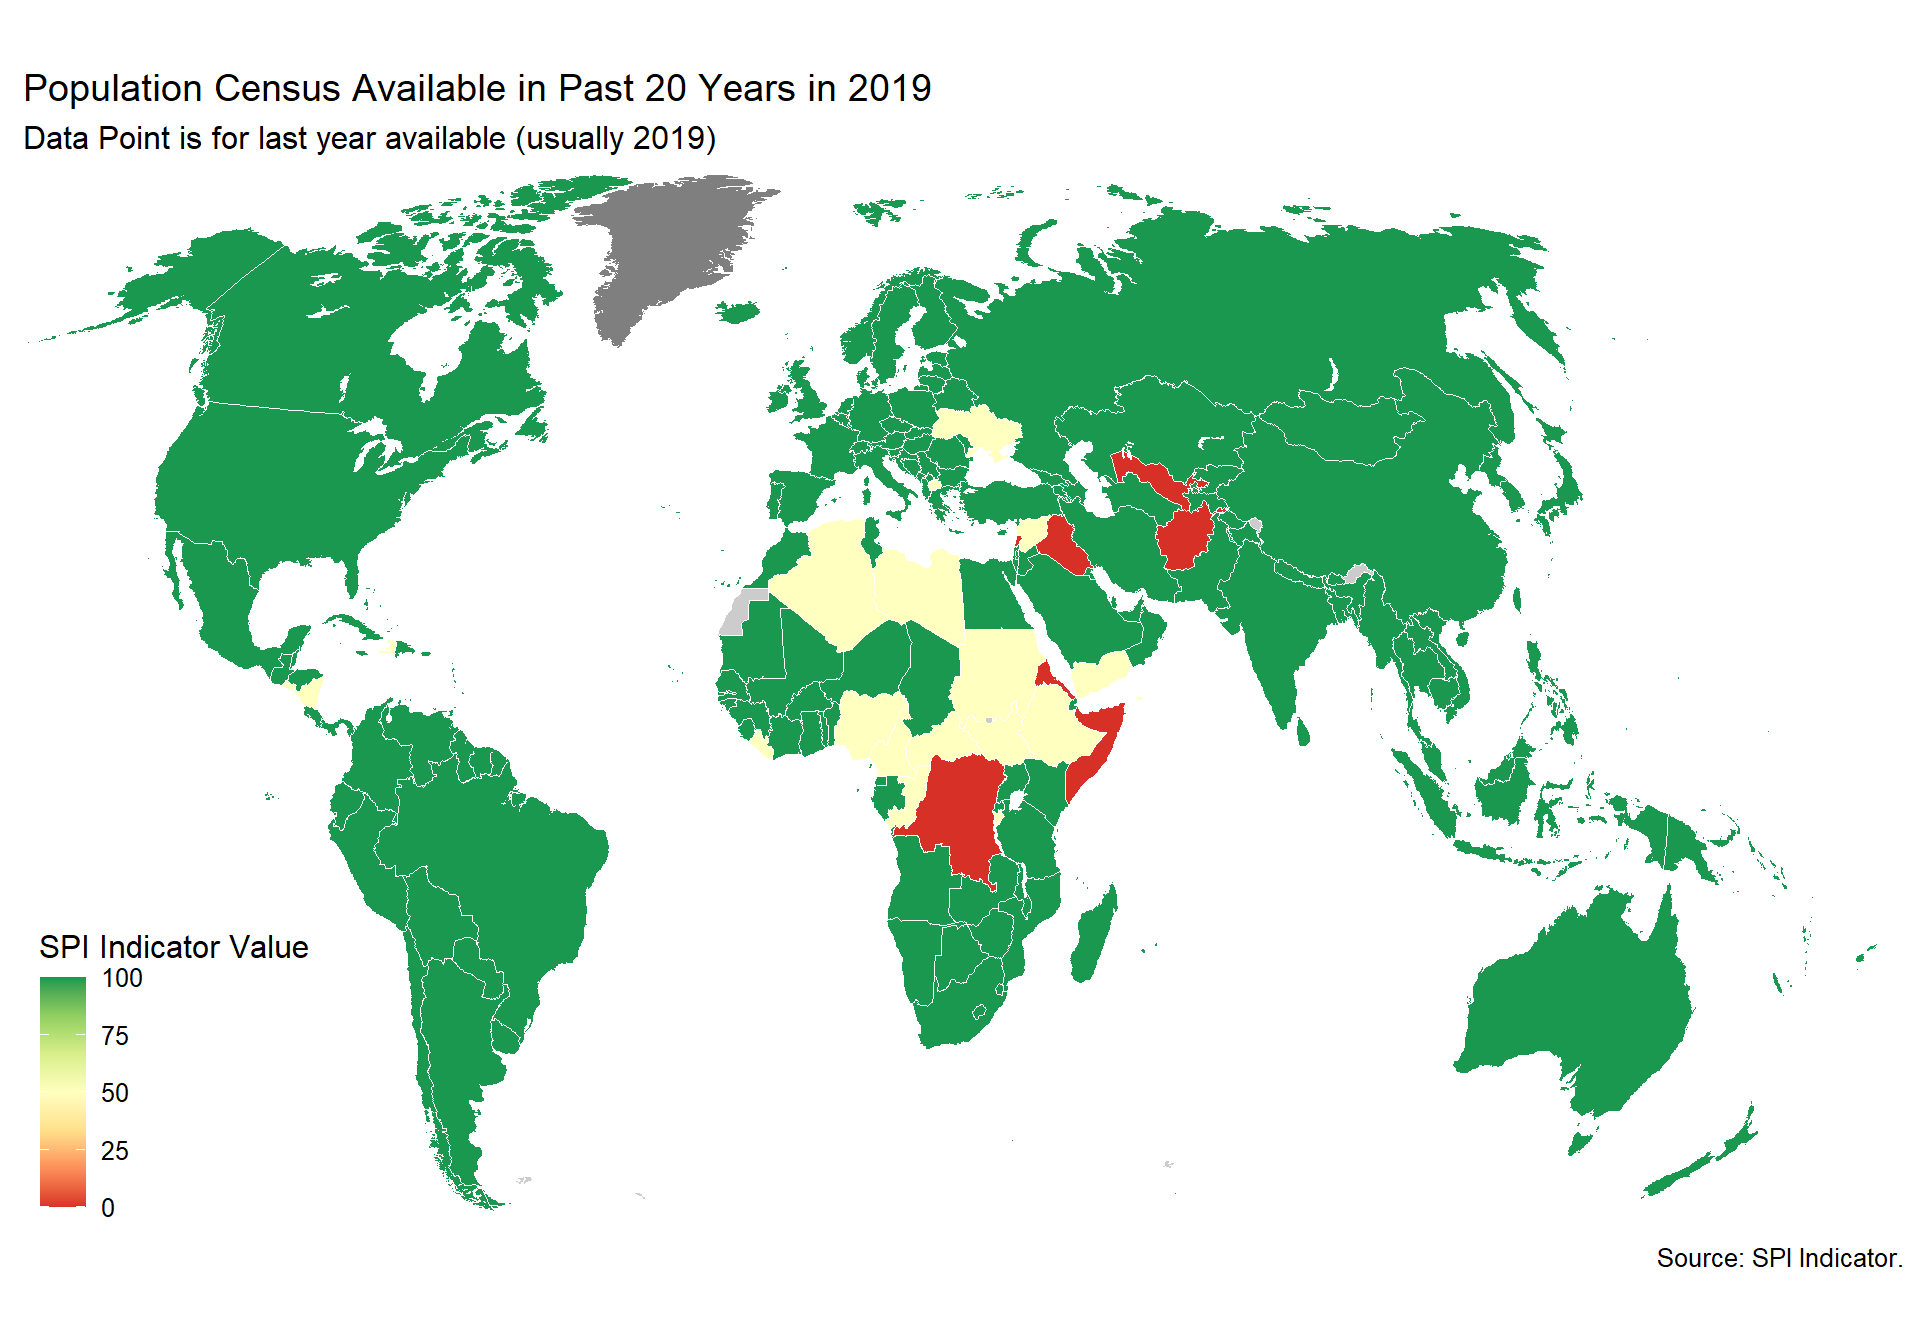 Population Census Available in Past 20 Years in 2019
Data Point is for last year available (usually 2019)
SPI Indicator Value
100
75
50
25
0
Source: SPI Indicator.